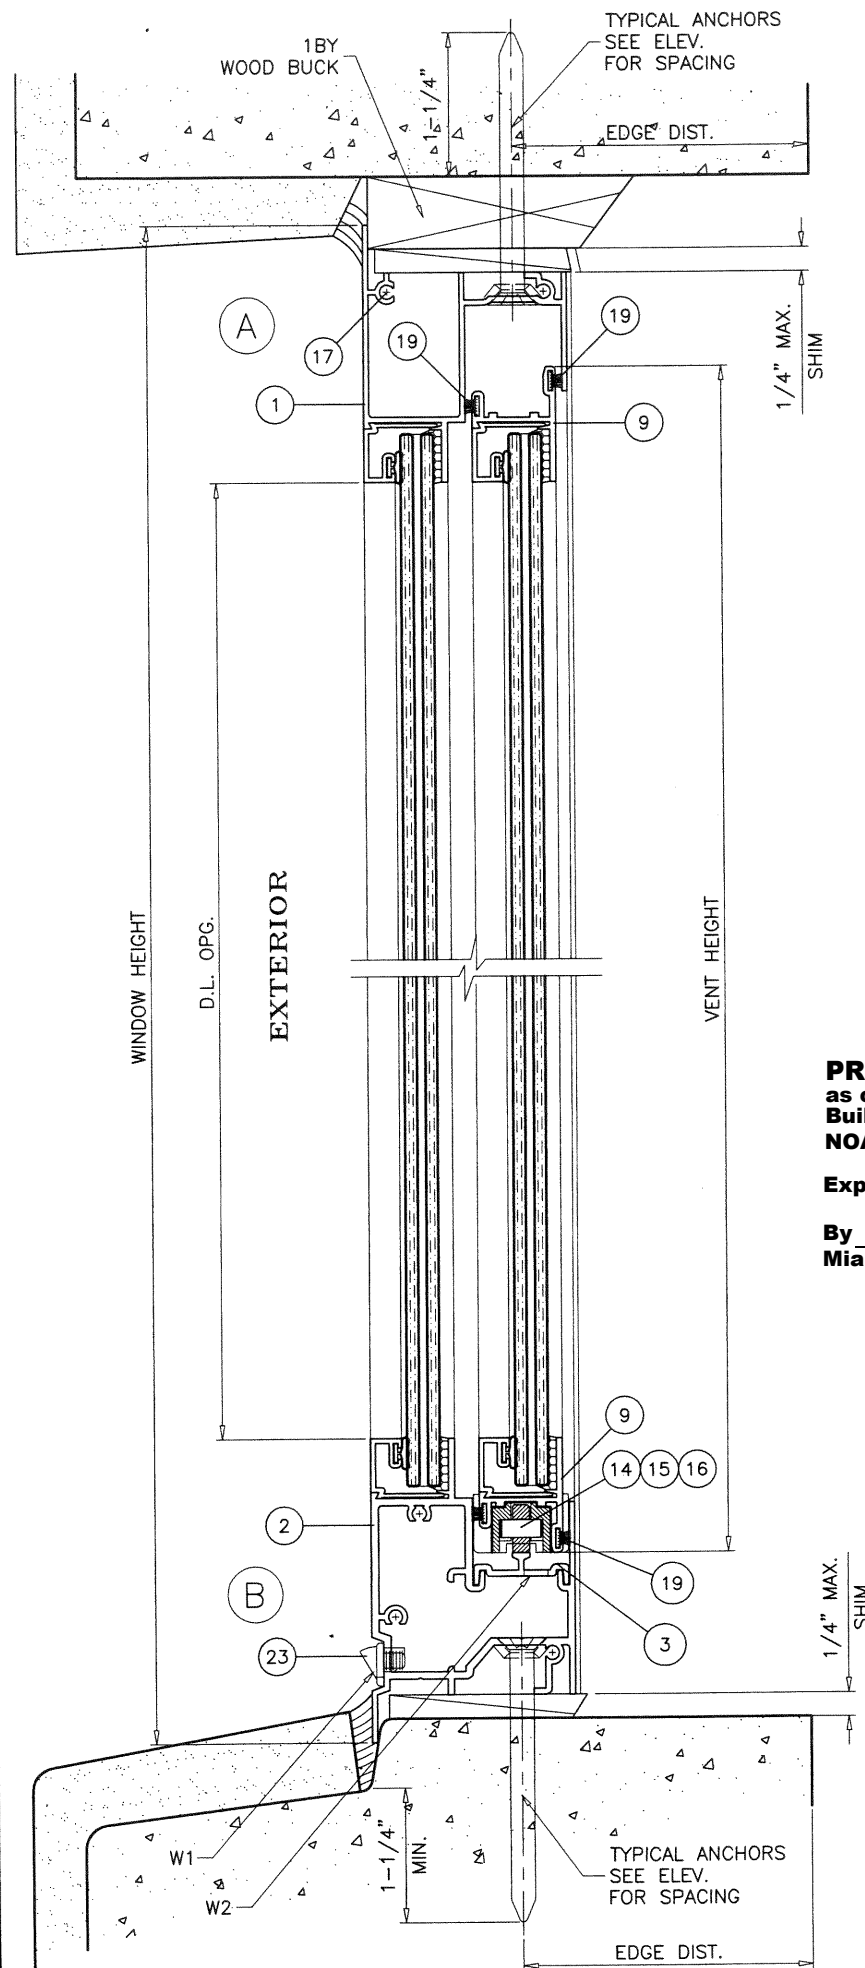 TYPICAL ANCHORS
SEE ELEV.
FOR SPACING
1BY
WOOD BUCK
1-1/4"
EDGE DIST.
A
17
19
19
1/4" MAX.
SHIM
1
9
WINDOW HEIGHT
D.L. OPG.
EXTERIOR
VENT HEIGHT
PR
as
Buil
NOA
Exp
By
Mia
9
14
15
16
2
B
19
3
23
1/4" MAX.
SHIM
W1
W2
1-1/4"
MIN.
TYPICAL ANCHORS
SEE ELEV.
FOR SPACING
EDGE DIST.